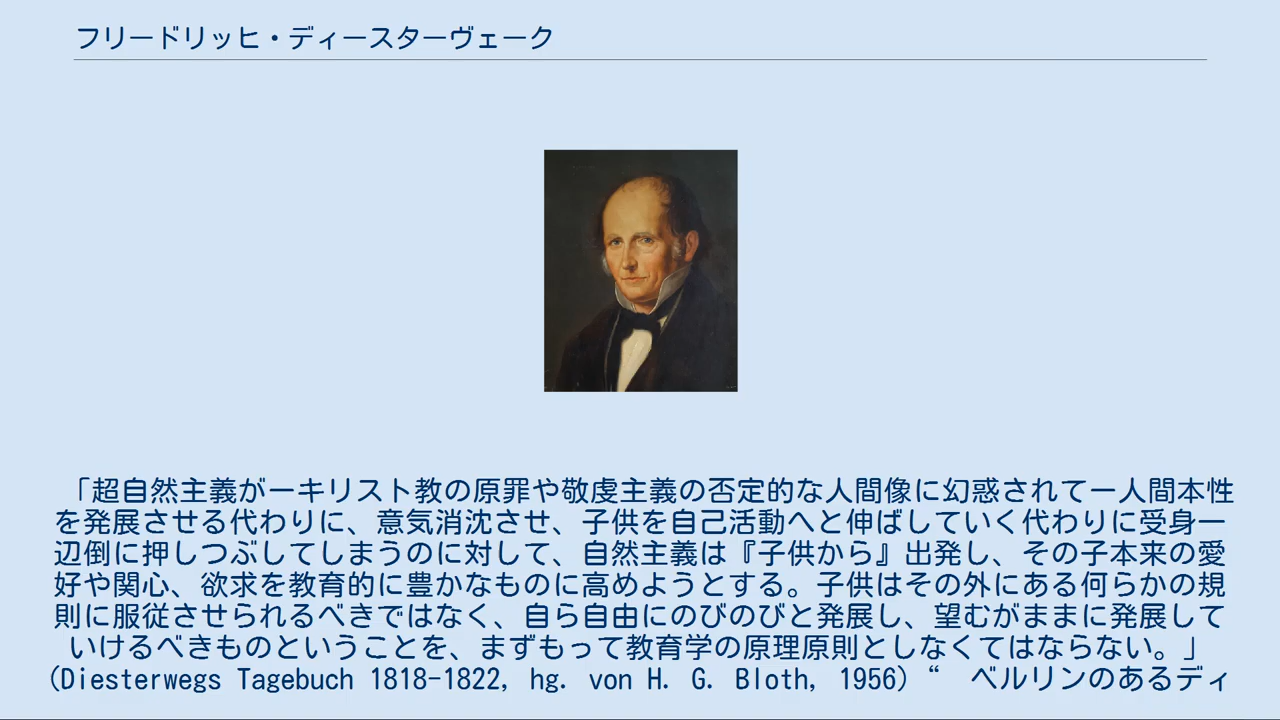 フリードリッヒ・ディースターヴェーク
「超自然主義がーキリスト教の原罪や敬虔主義の否定的な人間像に幻惑されてー人間本性
を発展させる代わりに、意気消沈させ、子供を自己活動へと伸ばしていく代わりに受身一
辺倒に押しつぶしてしまうのに対して、自然主義は『子供から』出発し、その子本来の愛
好や関心、欲求を教育的に豊かなものに高めようとする。子供はその外にある何らかの規
則に服従させられるべきではなく、自ら自由にのびのびと発展し、望むがままに発展して
いけるべきものということを、まずもって教育学の原理原則としなくてはならない。」
(Diesterwegs Tagebuch 1818-1822, hg. von H. G. Bloth, 1956) “ ベルリンのあるディ